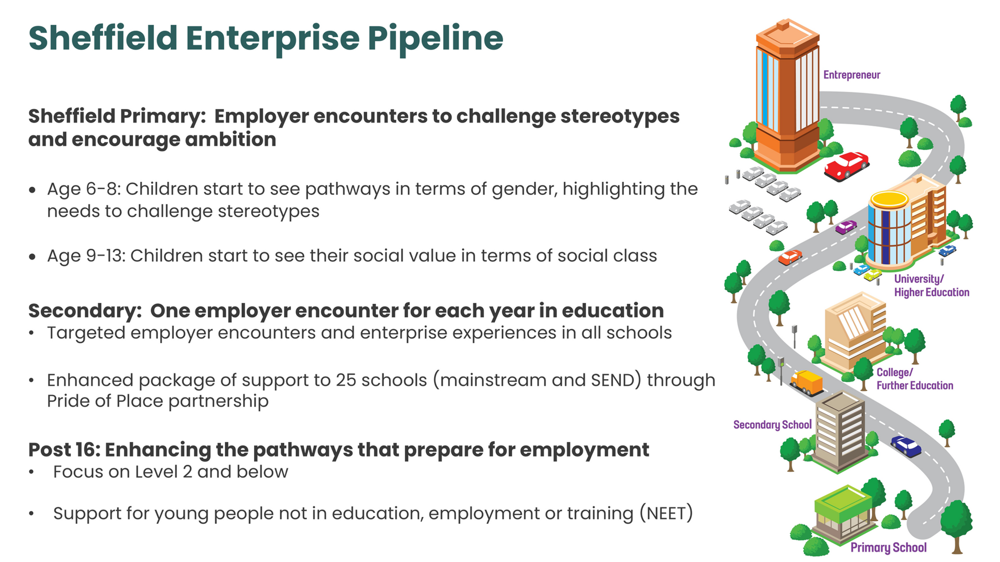 Sheffield Enterprise Pipeline
Sheffield Primary:  Employer encounters to challenge stereotypes
and encourage ambition
• Age 6-8: Children start to see pathways in terms of gender, highlighting the
needs to challenge stereotypes
• Age 9-13: Children start to see their social value in terms of social class
Secondary:  One employer encounter for each year in education
• Targeted employer encounters and enterprise experiences in all schools
• Enhanced package of support to 25 schools (mainstream and SEND) through
Pride of Place partnership
Post 16: Enhancing the pathways that prepare for employment
• Focus on Level 2 and below
• Support for young people not in education, employment or training (NEET)
Entrepreneur
University/
Higher Education
College/
Further Education
Secondary School
Primary School